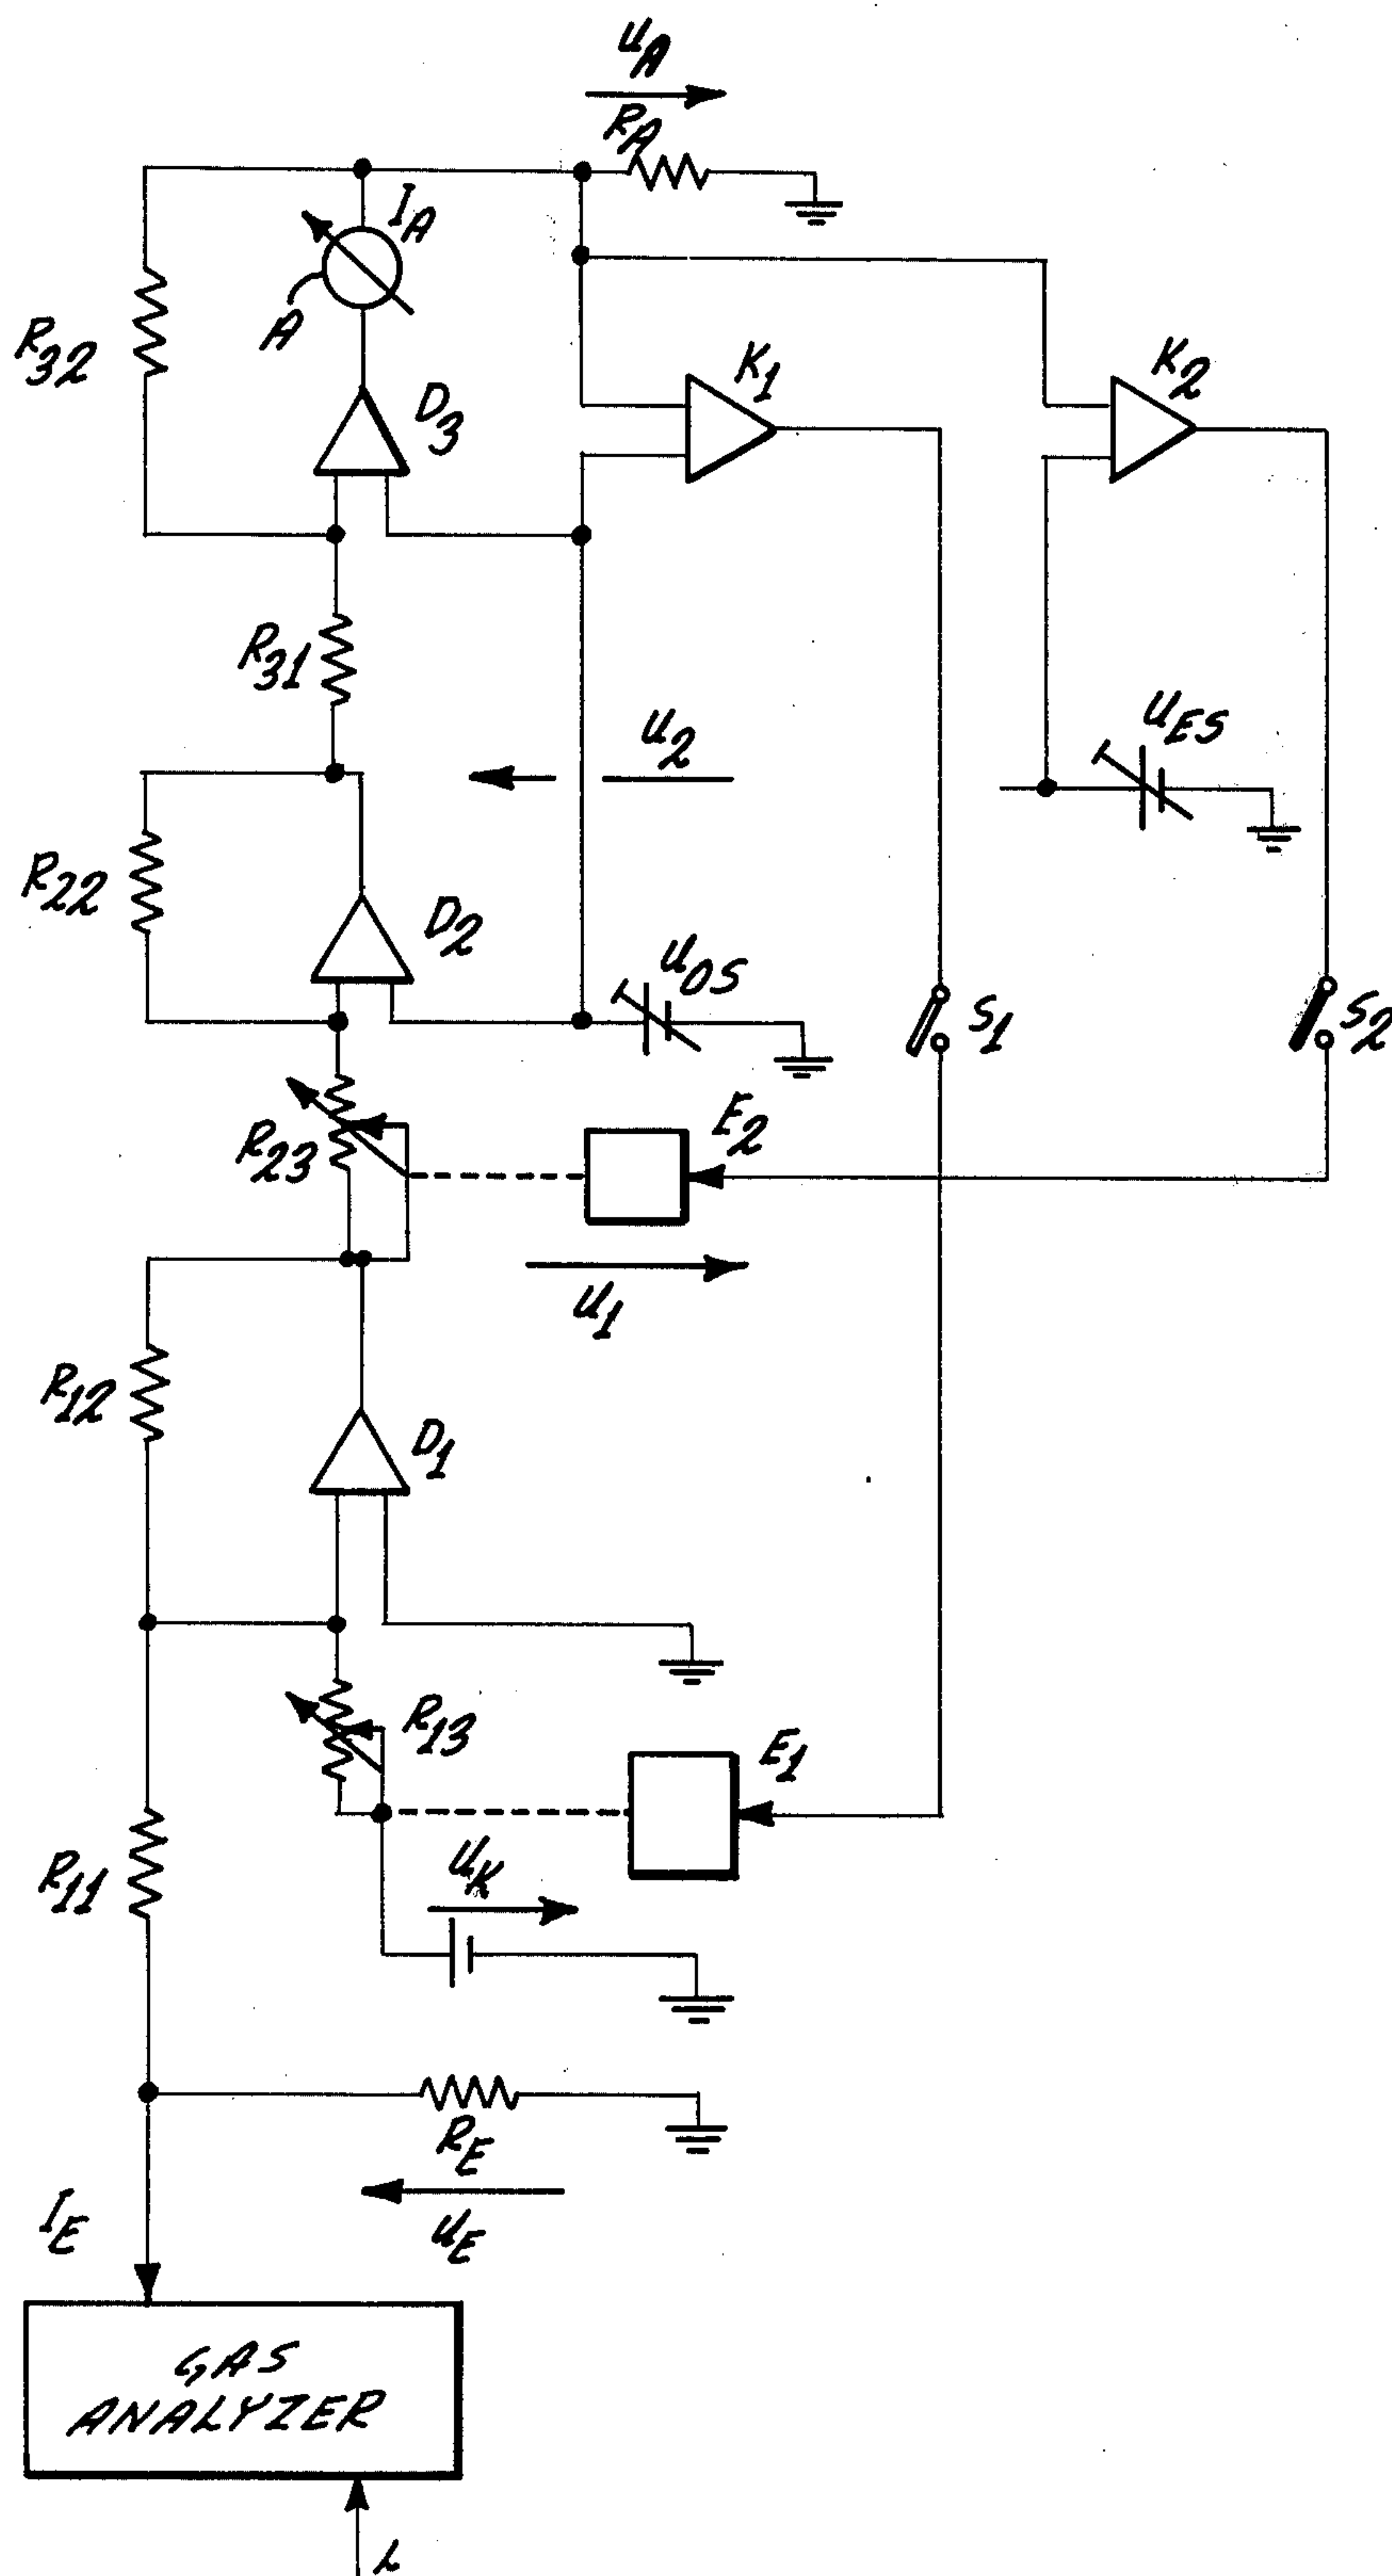 U_A
R_A
I_A
A
R_32
D_3
K_1
K_2
R_31
U_2
U_ES
R_22
D_2
U_OS
S_1
S_2
R_23
E_2
U_1
R_12
D_1
R_13
E_1
R_11
U_K
R_E
U_E
I_E
GAS
ANALYZER